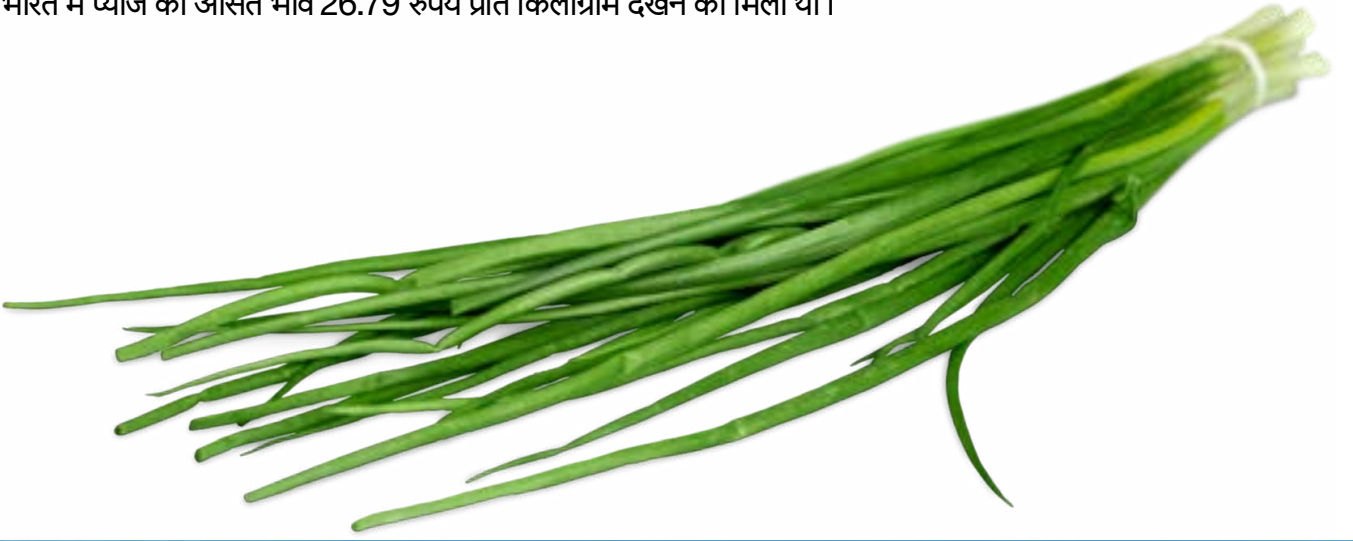 भारत में प्याज का औसत भाव 26.79 रुपये प्रति किलोग्राम देखने को मिला था।